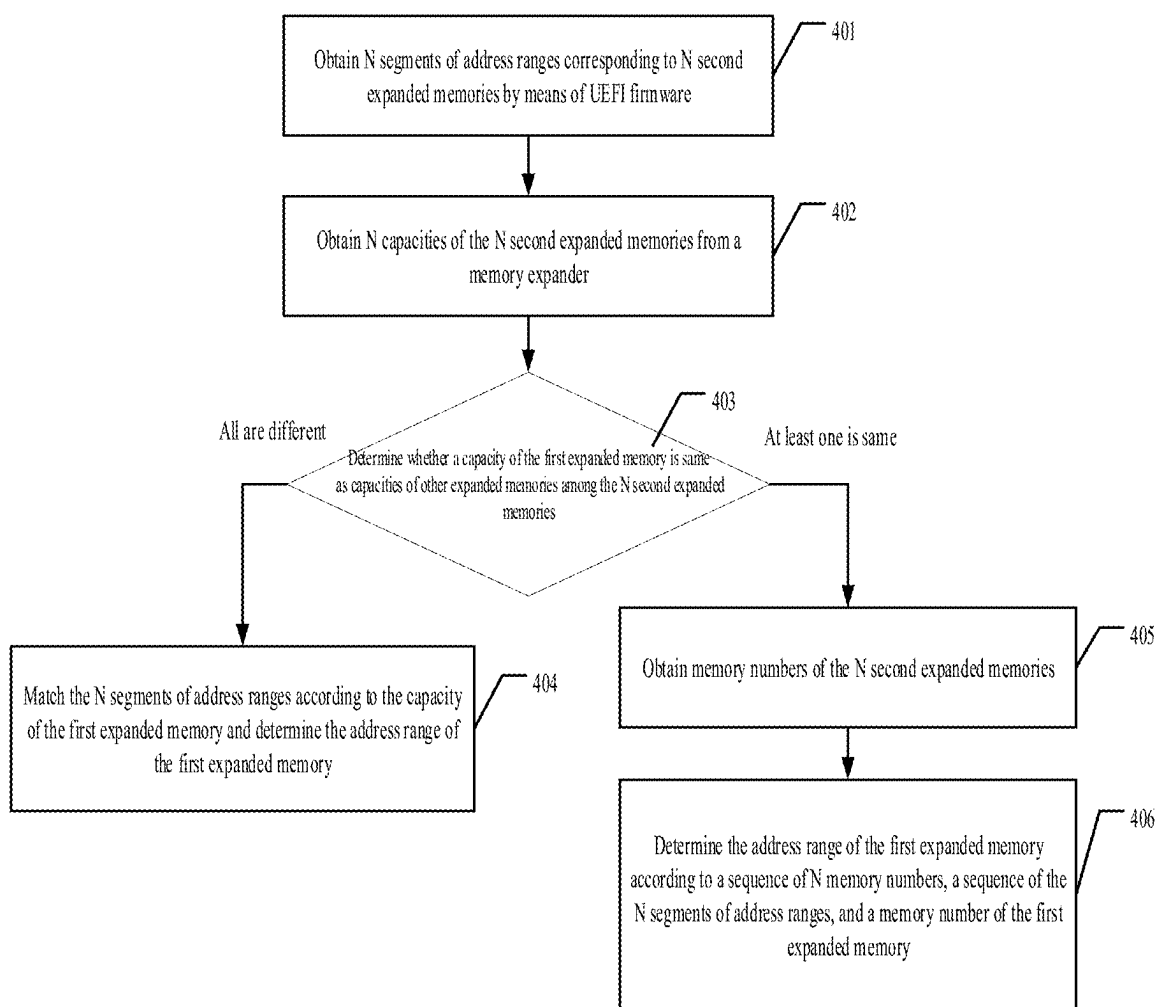 401
Obtain N segments of address ranges corresponding to N second
expanded memories by means of UEFI firmware
402
Obtain N capacities of the N second expanded memories from a
memory expander
403
All are different
At least one is same
Determine whether a capacity of the first expanded memory is same
as capacities of other expanded memories among the N second expanded
memories
405
Obtain memory numbers of the N second expanded memories
404
Match the N segments of address ranges according to the capacity
of the first expanded memory and determine the address range of
the first expanded memory
406
Determine the address range of the first expanded memory
according to a sequence of N memory numbers, a sequence of the
N segments of address ranges, and a memory number of the first
expanded memory